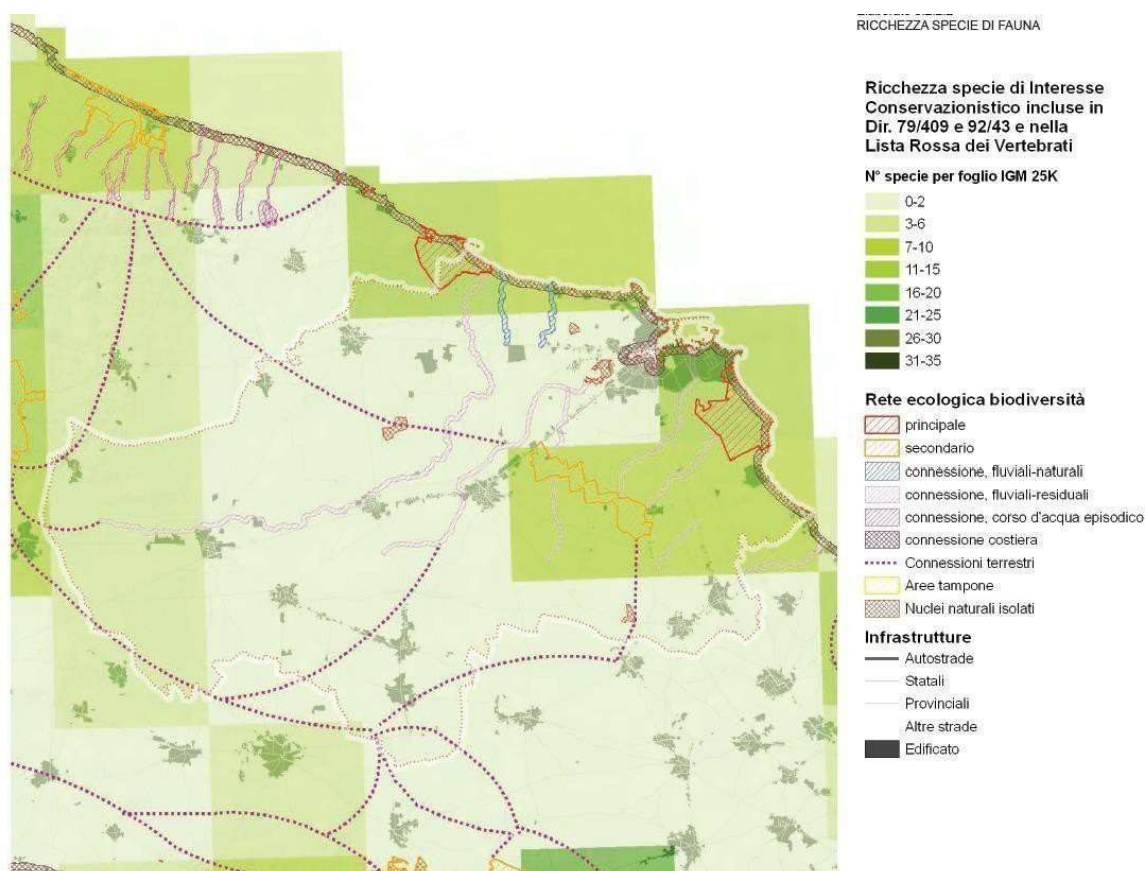 RICCHEZZA SPECIE DI FAUNA
Ricchezza specie di Interesse
Conservazionistico incluse in
Dir. 79/409 e 92/43 e nella
Lista Rossa dei Vertebrati
N° specie per foglio IGM 25K
0-2
3-6
7-10
11-15
16-20
21-25
26-30
31-35
Rete ecologica biodiversità
principale
secondario
connessione, fluviali-naturali
connessione, fluviali-residuali
connessione, corso d'acqua episodico
connessione costiera
Connessioni terrestri
Aree tampone
Nuclei naturali isolati
Infrastrutture
Autostrade
Statali
Provinciali
Altre strade
Edificato